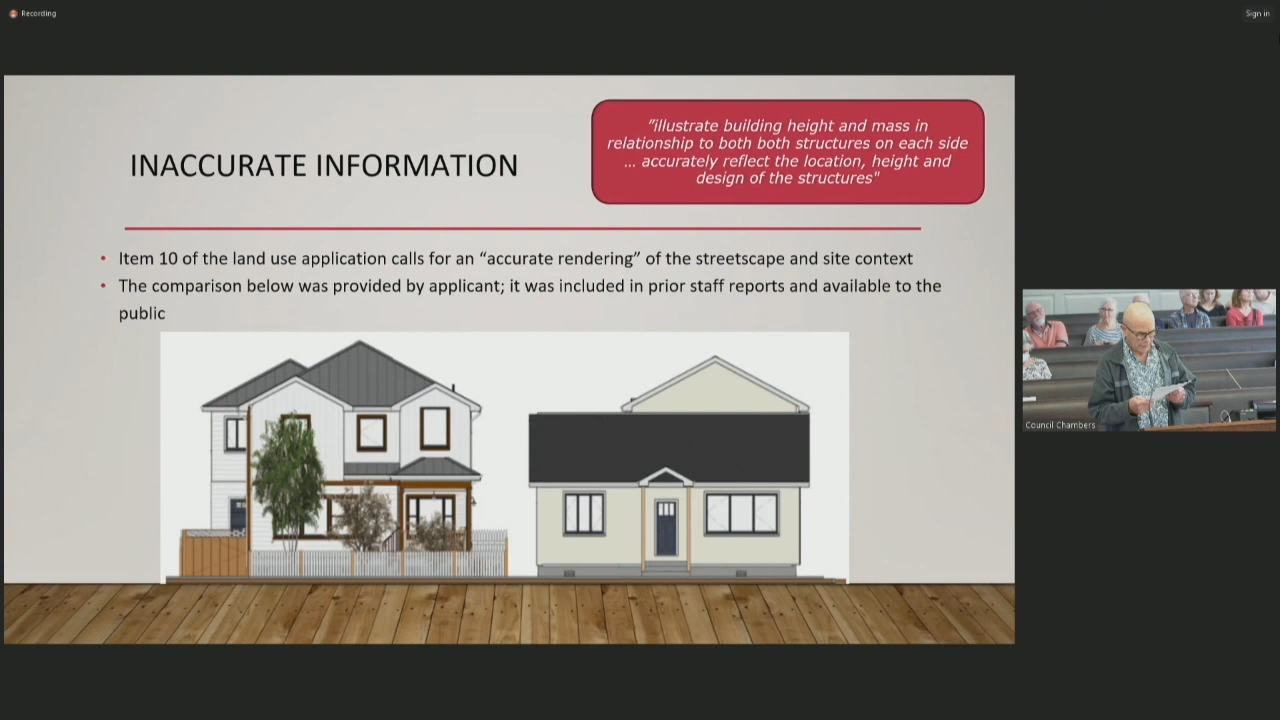 Recording
Sign in
INACCURATE INFORMATION
"illustrate building height and mass in
relationship to both both structures on each side
... accurately reflect the location, height and
design of the structures"
• Item 10 of the land use application calls for an “accurate rendering” of the streetscape and site context
• The comparison below was provided by applicant; it was included in prior staff reports and available to the
public
Council Chambers